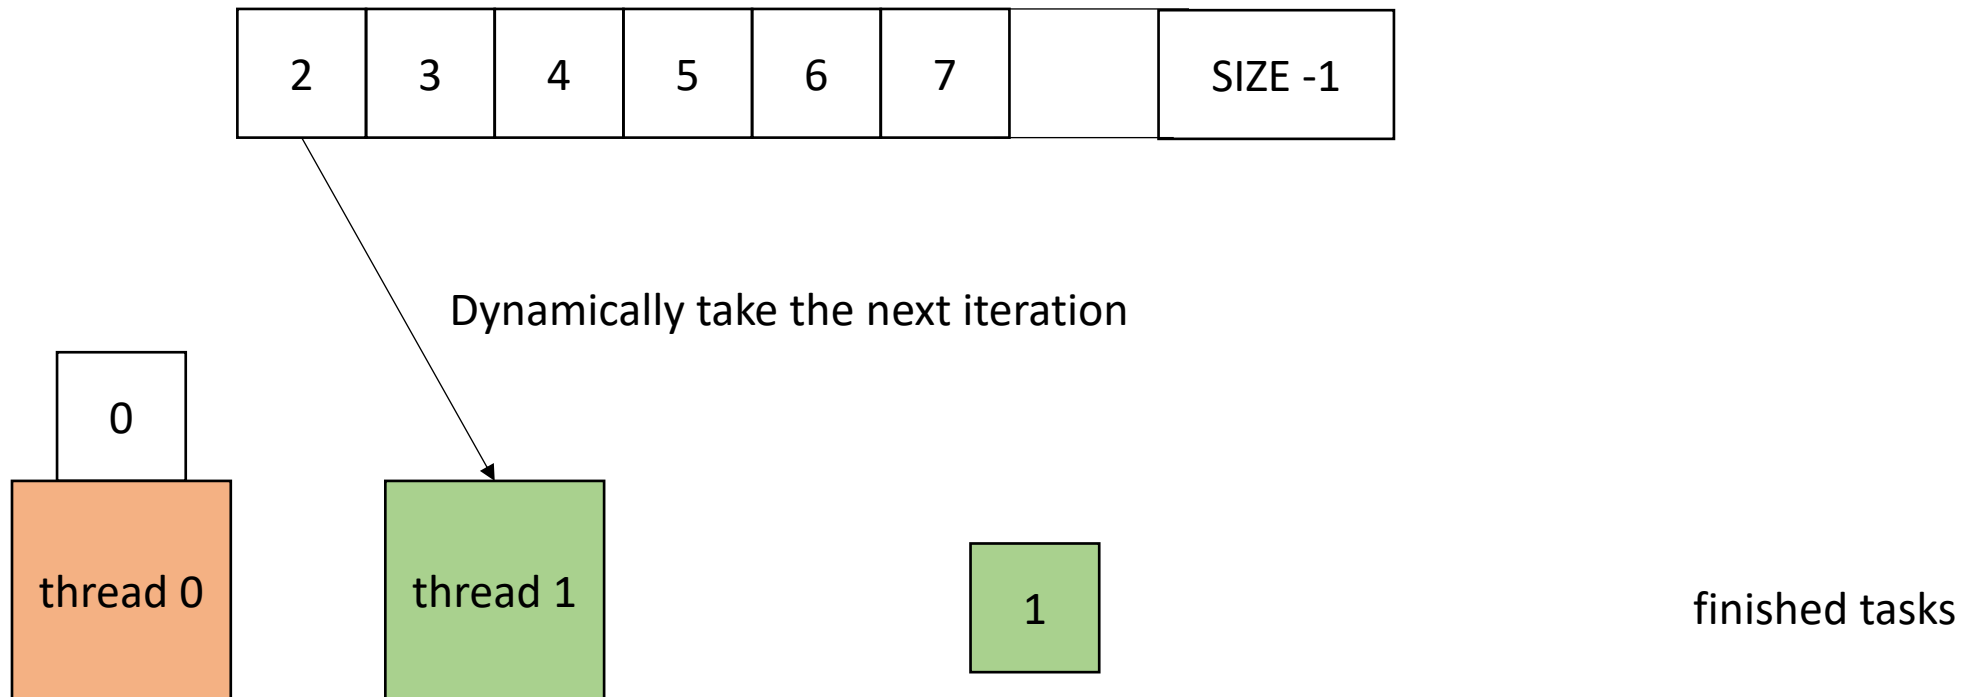 2 3 4 5 6 7 SIZE -1
Dynamically take the next iteration
0
thread 0
thread 1
1
finished tasks